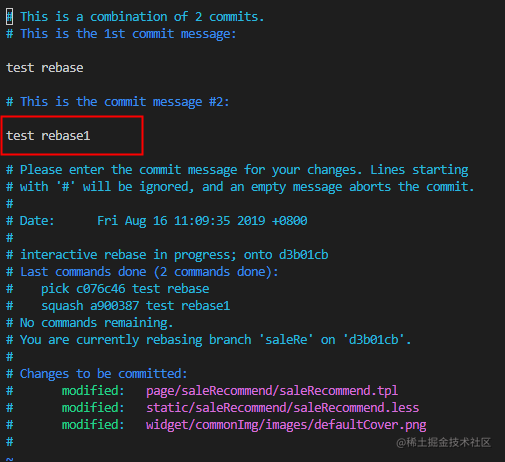 # This is a combination of 2 commits.
# This is the 1st commit message:
test rebase
# This is the commit message #2:
test rebase1
# Please enter the commit message for your changes. Lines starting
# with '#' will be ignored, and an empty message aborts the commit.
#
# Date:      Fri Aug 16 11:09:35 2019 +0800
#
# interactive rebase in progress; onto d3b01cb
# Last commands done (2 commands done):
#    pick c076c46 test rebase
#    squash a900387 test rebase1
# No commands remaining.
# You are currently rebasing branch 'saleRe' on 'd3b01cb'.
#
# Changes to be committed:
#       modified:   page/saleRecommend/saleRecommend.tpl
#       modified:   static/saleRecommend/saleRecommend.less
#       modified:   widget/commonImg/images/defaultCover.png
#
~
@稀土掘金技术社区